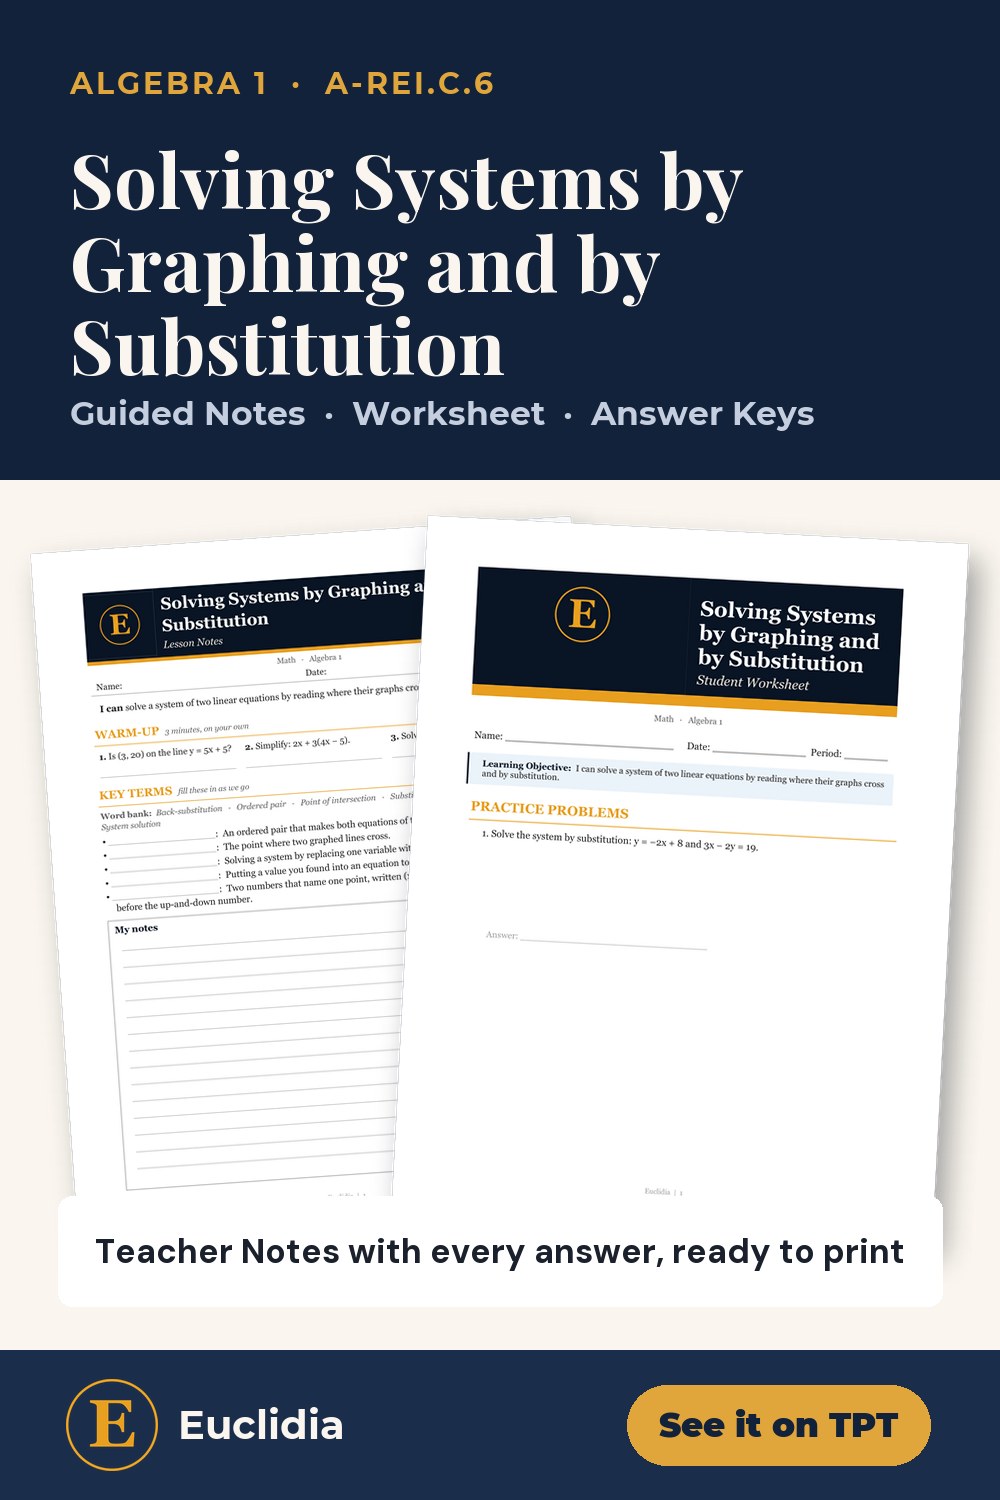 ALGEBRA 1 · A-REI.C.6
Solving Systems by
Graphing and by
Substitution
Guided Notes · Worksheet · Answer Keys
E
Solving Systems by Graphing a
Substitution
Lesson Notes
Math · Algebra 1
Name: Date:
I can solve a system of two linear equations by reading where their graphs cro
WARM-UP 3 minutes, on your own
1. Is (3, 20) on the line y = 5x + 5? 2. Simplify: 2x + 3(4x − 5). 3. Solv
KEY TERMS fill these in as we go
Word bank: Back-substitution · Ordered pair · Point of intersection · Substi
System solution
: An ordered pair that makes both equations of
: The point where two graphed lines cross.
: Solving a system by replacing one variable wit
: Putting a value you found into an equation to
: Two numbers that name one point, written (
before the up-and-down number.
My notes
E
Solving Systems
by Graphing and
by Substitution
Student Worksheet
Math · Algebra 1
Name: Date: Period:
Learning Objective: I can solve a system of two linear equations by reading where their graphs cross
and by substitution.
PRACTICE PROBLEMS
1. Solve the system by substitution: y = −2x + 8 and 3x − 2y = 19.
Answer:
Euclidia | 1
Teacher Notes with every answer, ready to print
E
Euclidia
See it on TPT